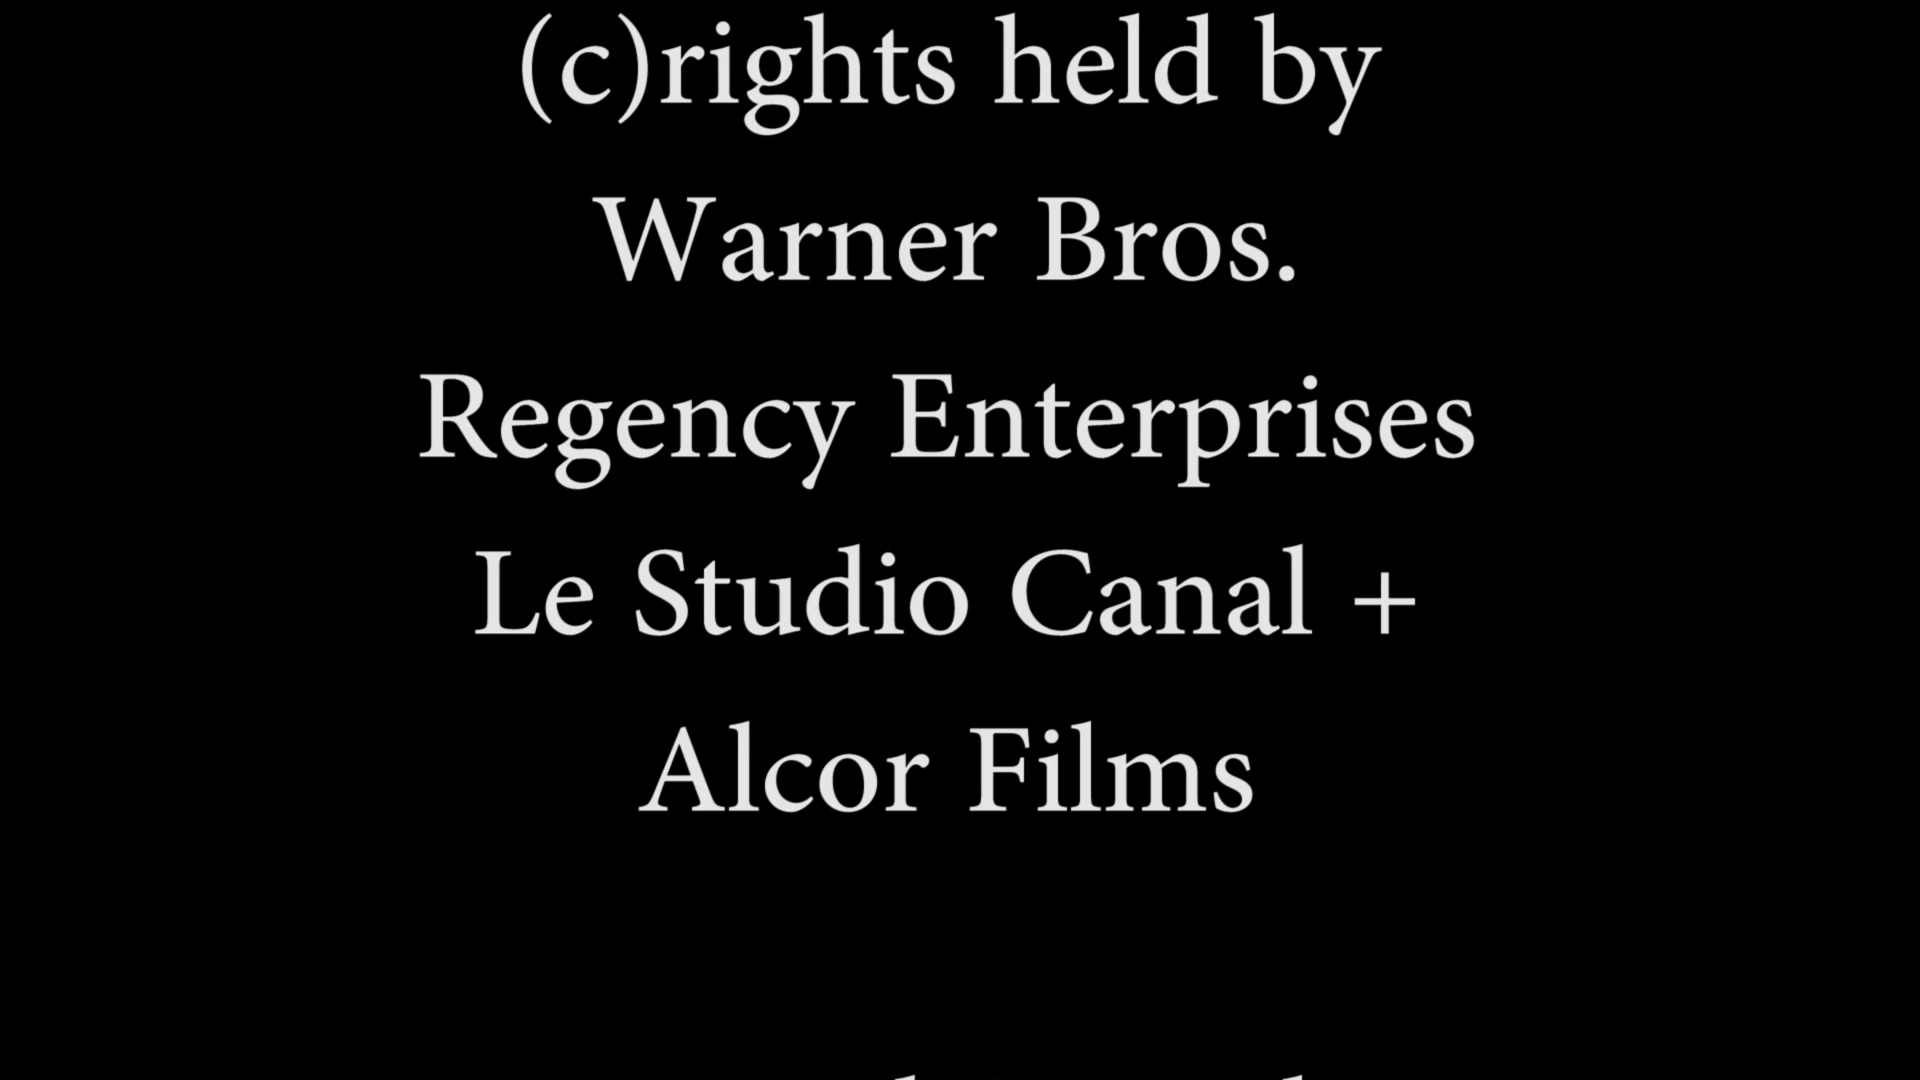 (c)rights held by
Warner Bros.
Regency Enterprises
Le Studio Canal +
Alcor Films